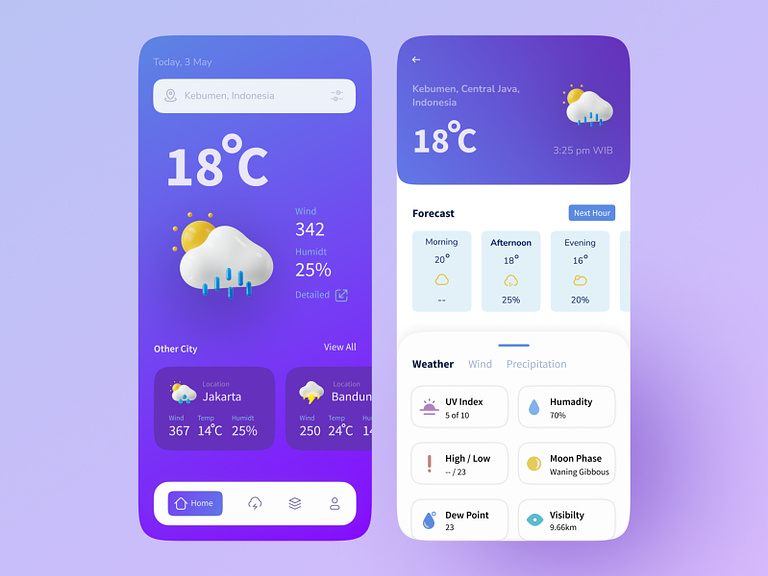 Today, 3 May
Kebumen, Indonesia
18°C
Wind
342
Humidt
25%
Detailed
Other City
View All
Location
Jakarta
Wind Temp Humidt
367 14°C 25%
Location
Bandun
Wind Temp Humidt
250 24°C 14
Home
Kebumen, Central Java,
Indonesia
18°C
3:25 pm WIB
Forecast
Next Hour
Morning
20°
--
Afternoon
18°
25%
Evening
16°
20%
Weather Wind Precipitation
UV Index
5 of 10
Humadity
70%
High / Low
-- / 23
Moon Phase
Waning Gibbous
Dew Point
23
Visibilty
9.66km